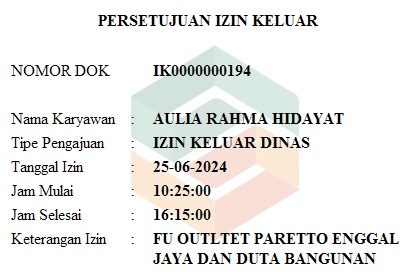 PERSETUJUAN IZIN KELUAR
NOMOR DOK IK0000000194
Nama Karyawan : AULIA RAHMA HIDAYAT
Tipe Pengajuan : IZIN KELUAR DINAS
Tanggal Izin : 25-06-2024
Jam Mulai : 10:25:00
Jam Selesai : 16:15:00
Keterangan Izin : FU OUTLTET PARETTO ENGGAL
JAYA DAN DUTA BANGUNAN